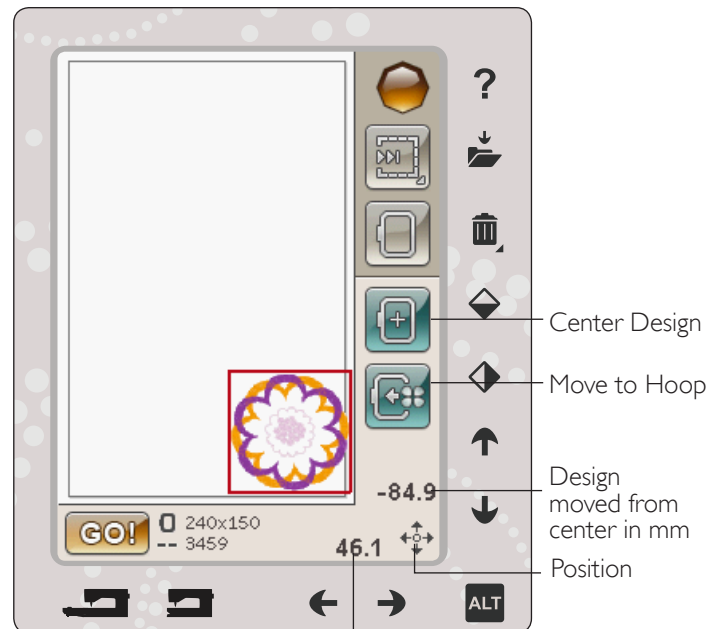 ?
Center Design
Move to Hoop
-84.9
Design
moved from
center in mm
GO!
240x150
-- 3459
46.1
Position
ALT